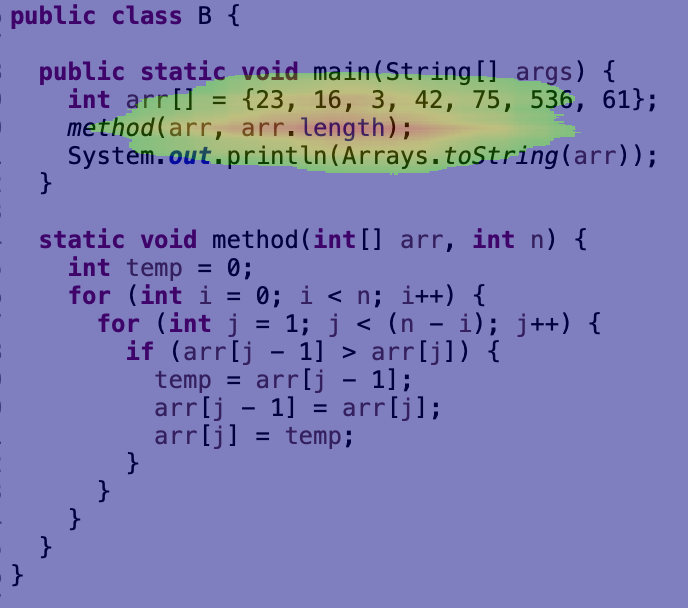 public class B {
public static void main(String[] args) {
int arr[] = {23, 16, 3, 42, 75, 536, 61};
method(arr, arr.length);
System.out.println(Arrays.toString(arr));
}
static void method(int[] arr, int n) {
int temp = 0;
for (int i = 0; i < n; i++) {
for (int j = 1; j < (n - i); j++) {
if (arr[j - 1] > arr[j]) {
temp = arr[j - 1];
arr[j - 1] = arr[j];
arr[j] = temp;
}
}
}
}
}